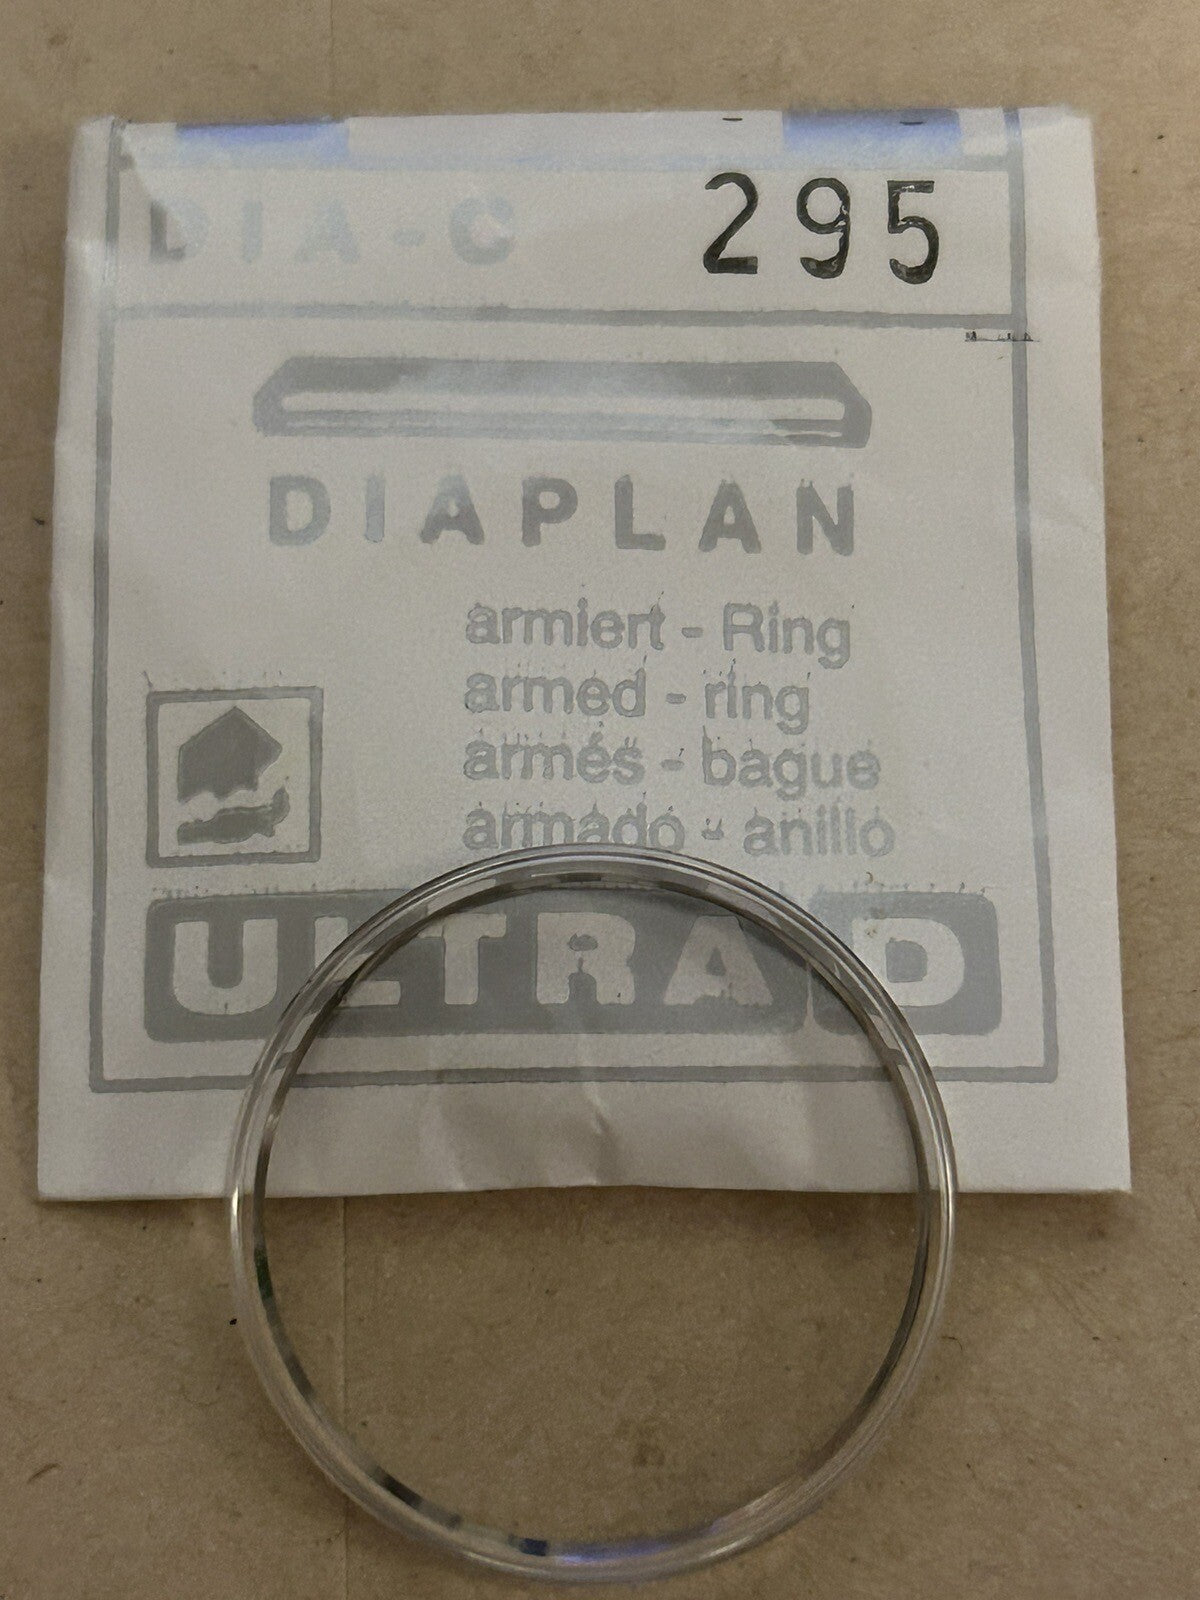 DIA-C 295
DIAPLAN
armiert - Ring
armed - ring
armés - bague
armado - anillo
ULTRA D